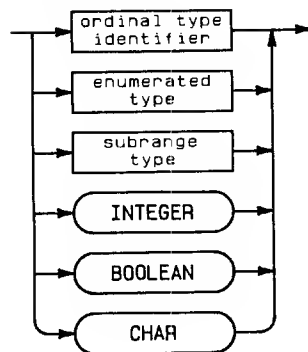 ordinal type
identifier
enumerated
type
subrange
type
INTEGER
BOOLEAN
CHAR